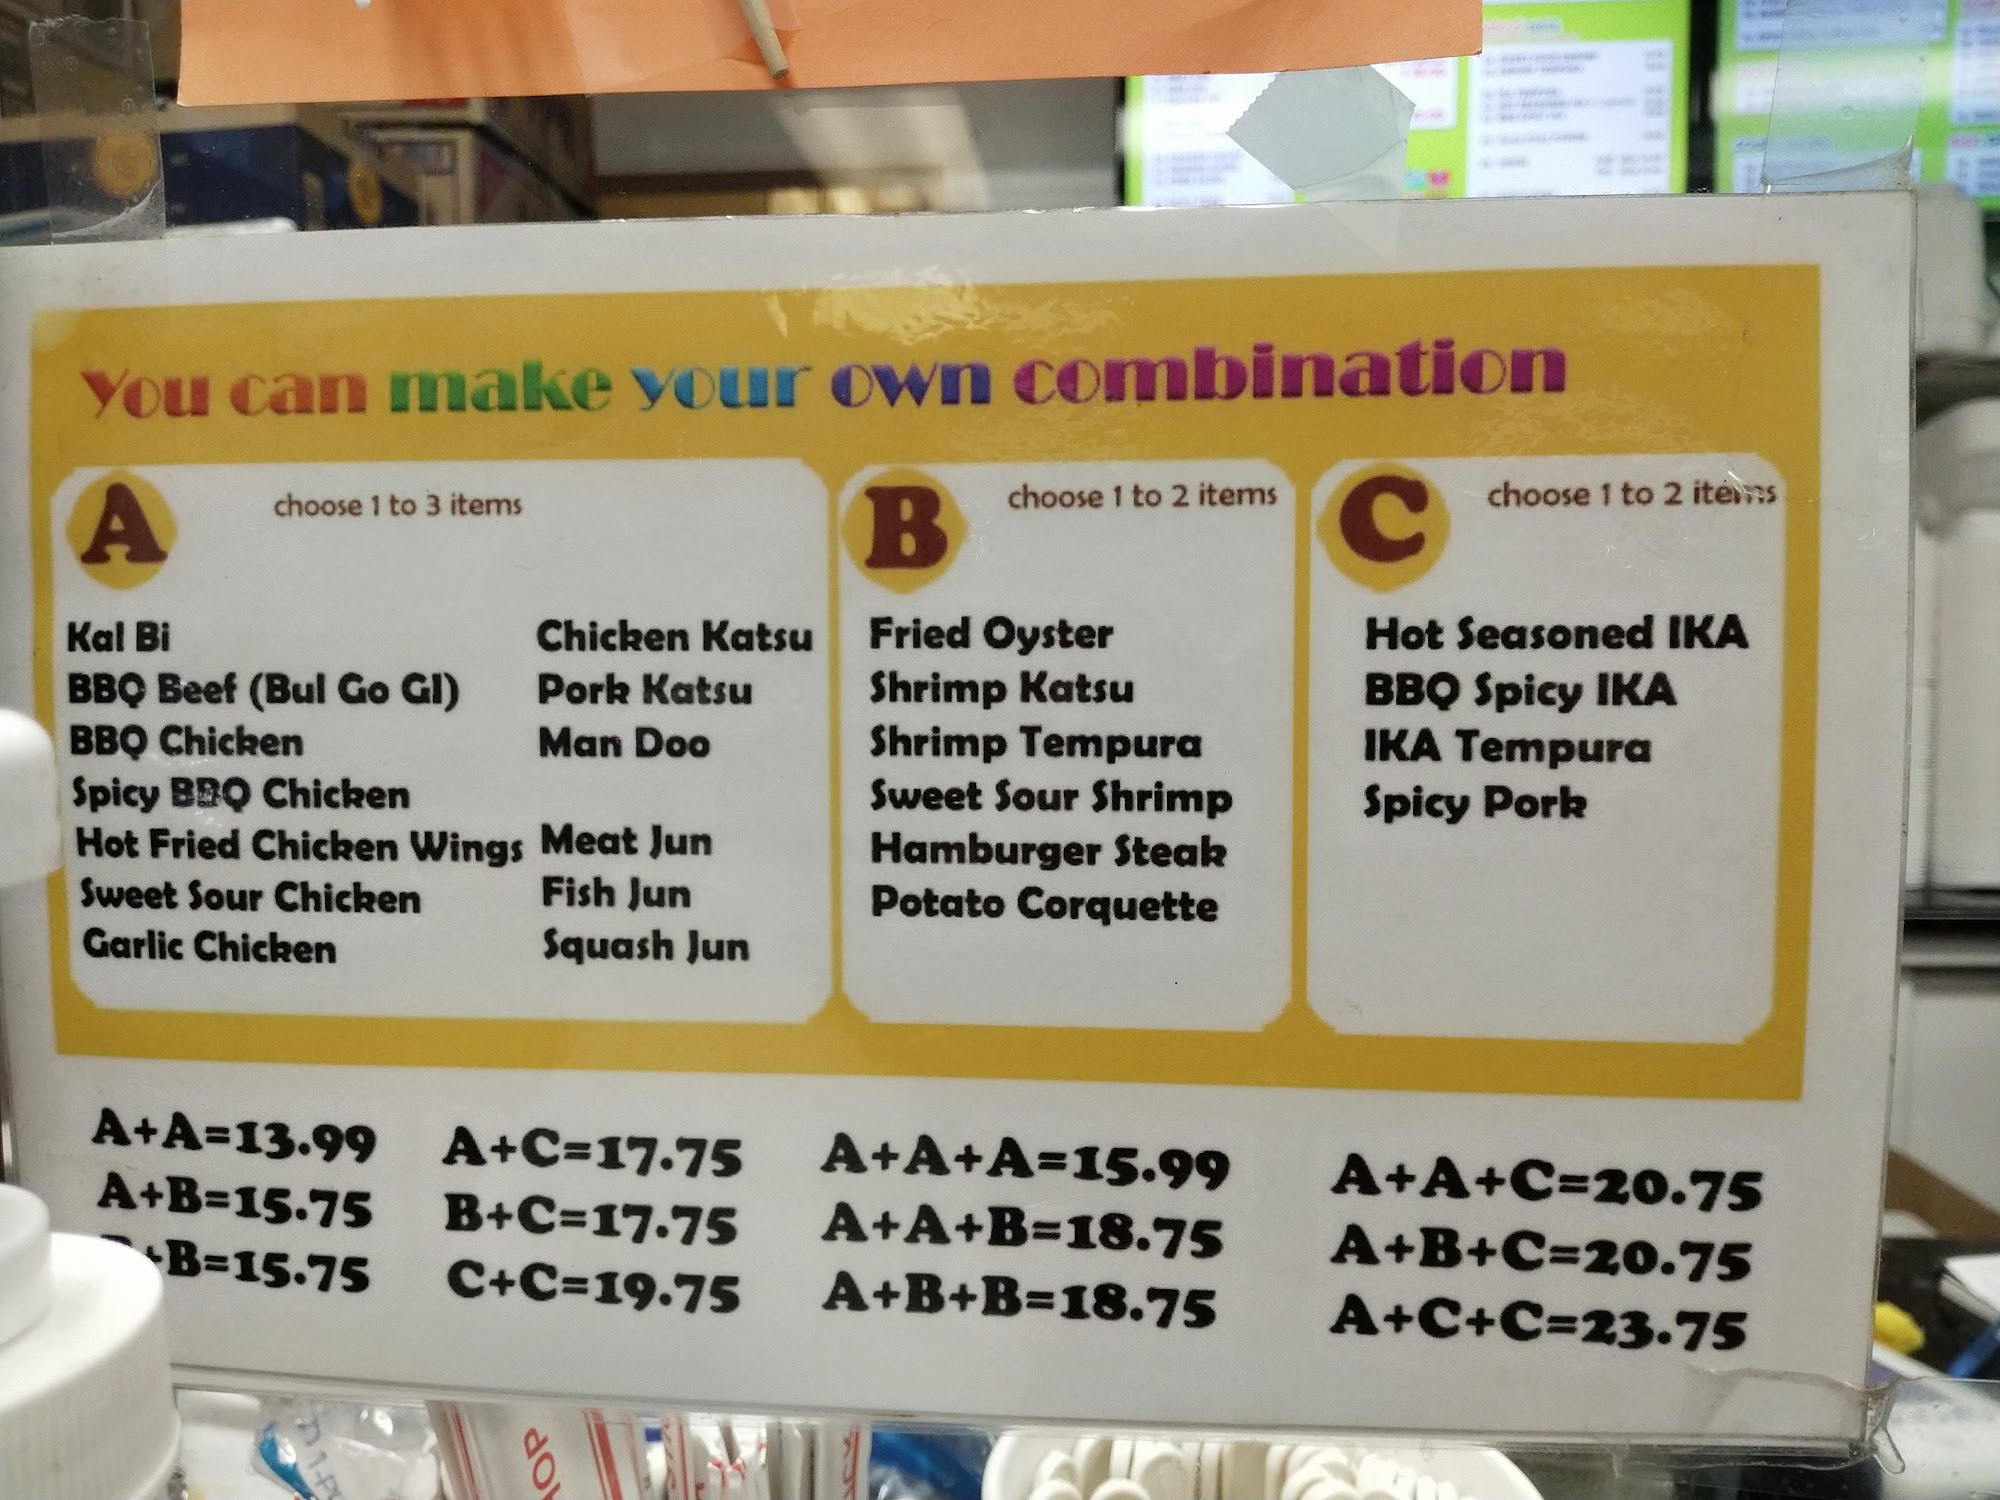 You can make your own combination
A choose 1 to 3 items
Kal Bi
BBQ Beef (Bul Go GI)
BBQ Chicken
Spicy BBQ Chicken
Hot Fried Chicken Wings
Sweet Sour Chicken
Garlic Chicken
Chicken Katsu
Pork Katsu
Man Doo
Meat Jun
Fish Jun
Squash Jun
B choose 1 to 2 items
Fried Oyster
Shrimp Katsu
Shrimp Tempura
Sweet Sour Shrimp
Hamburger Steak
Potato Corquette
C choose 1 to 2 items
Hot Seasoned IKA
BBQ Spicy IKA
IKA Tempura
Spicy Pork
A+A=13.99
A+B=15.75
B+B=15.75
A+C=17.75
B+C=17.75
C+C=19.75
A+A+A=15.99
A+A+B=18.75
A+B+B=18.75
A+A+C=20.75
A+B+C=20.75
A+C+C=23.75